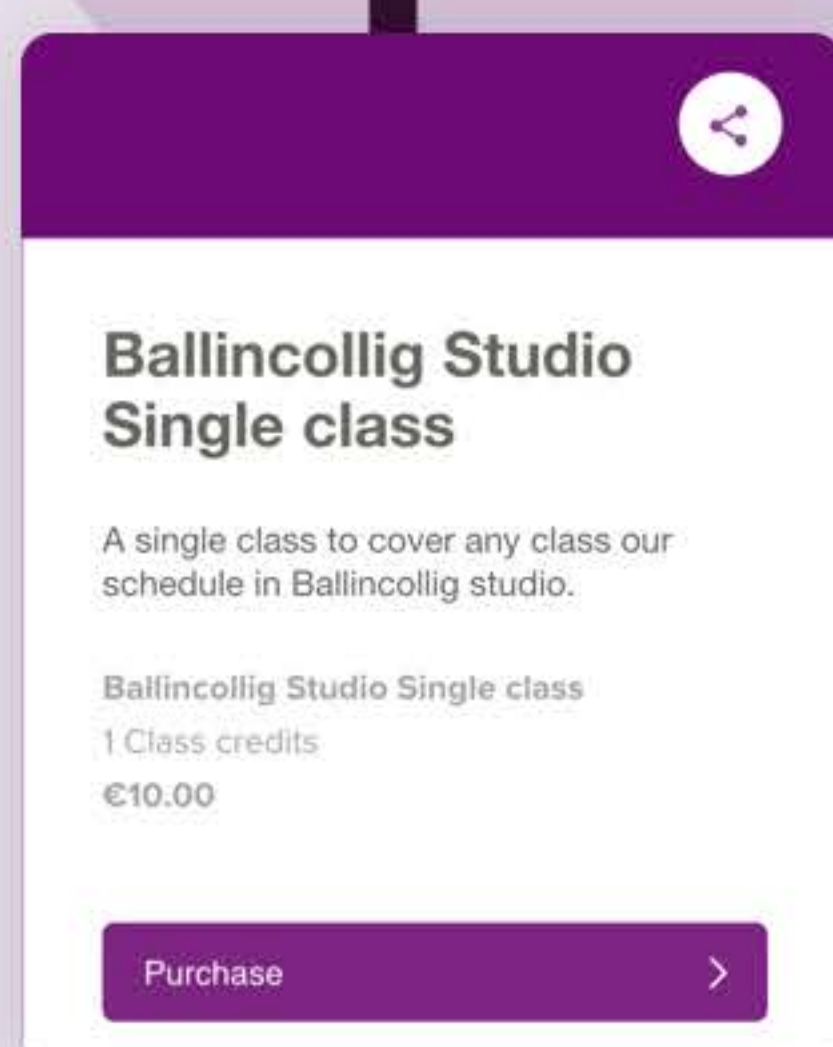 Ballincollig Studio
Single class
A single class to cover any class our
schedule in Ballincollig studio.
Ballincollig Studio Single class
1 Class credits
€10.00
Purchase